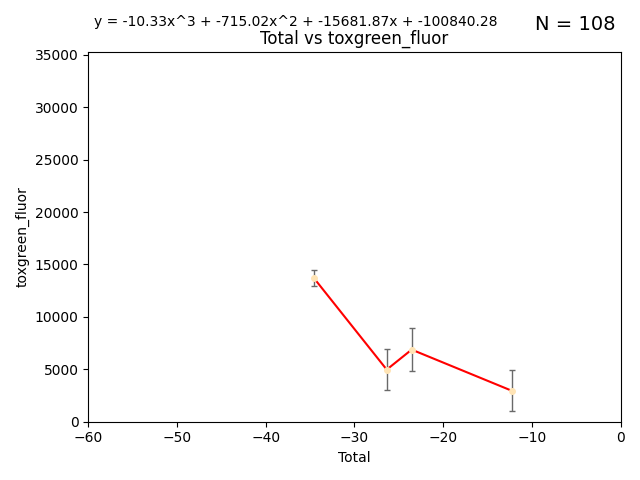 y = -10.33x^3 + -715.02x^2 + -15681.87x + -100840.28
N = 108
Total vs toxgreen_fluor
35000
30000
25000
20000
15000
10000
5000
0
toxgreen_fluor
−60 −50 −40 −30 −20 −10 0
Total